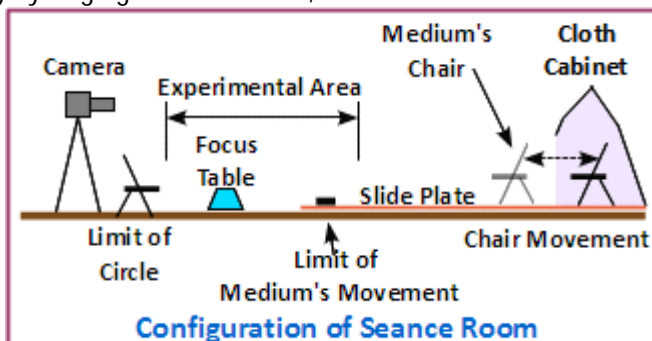 Medium's
Chair
Cloth
Cabinet
Camera
Experimental Area
Focus
Table
Slide Plate
Limit of
Circle
Limit of
Medium's Movement
Chair Movement
Configuration of Seance Room